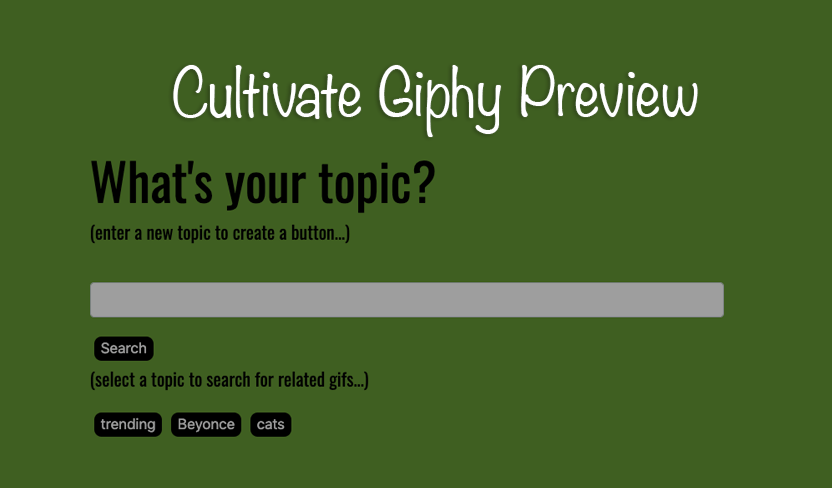 Cultivate Giphy Preview
What's your topic?
(enter a new topic to create a button...)
Search
(select a topic to search for related gifs...)
trending Beyonce cats